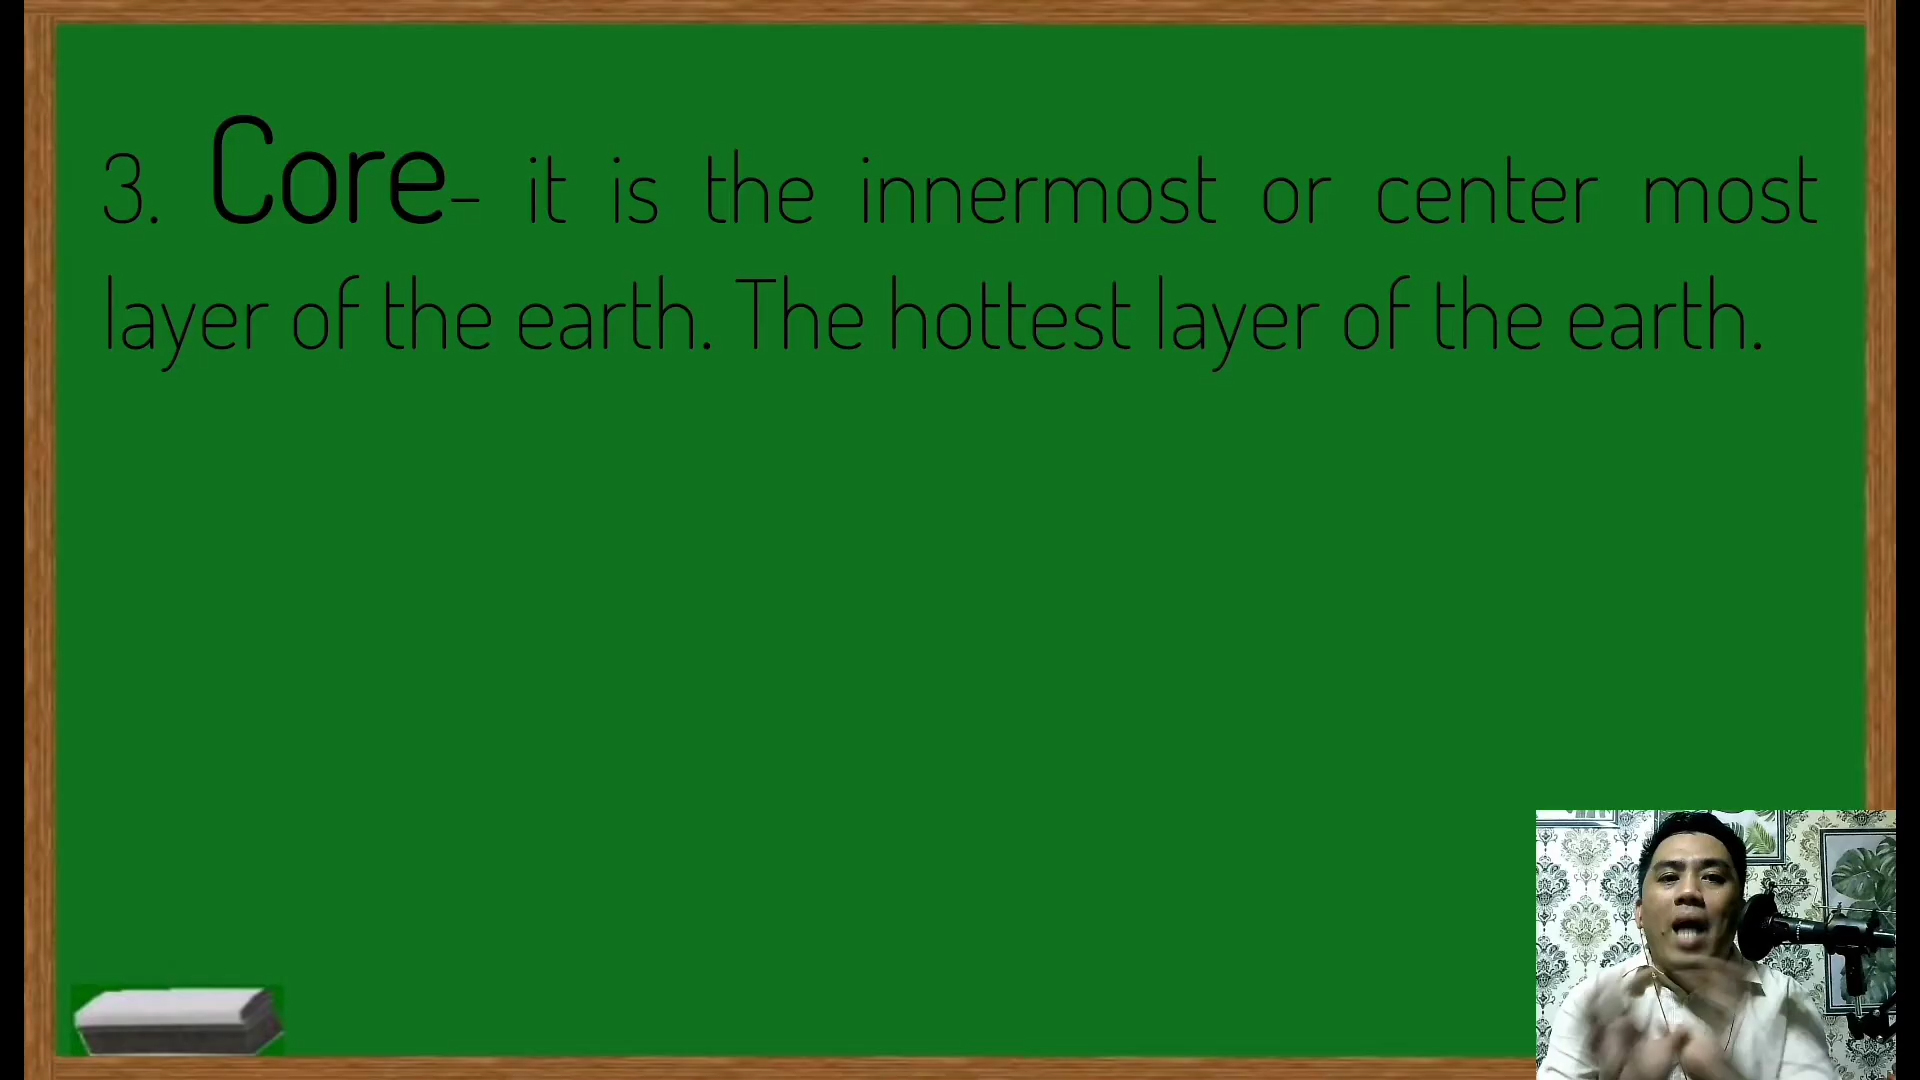 3. Core- it is the innermost or center most
layer of the earth. The hottest layer of the earth.